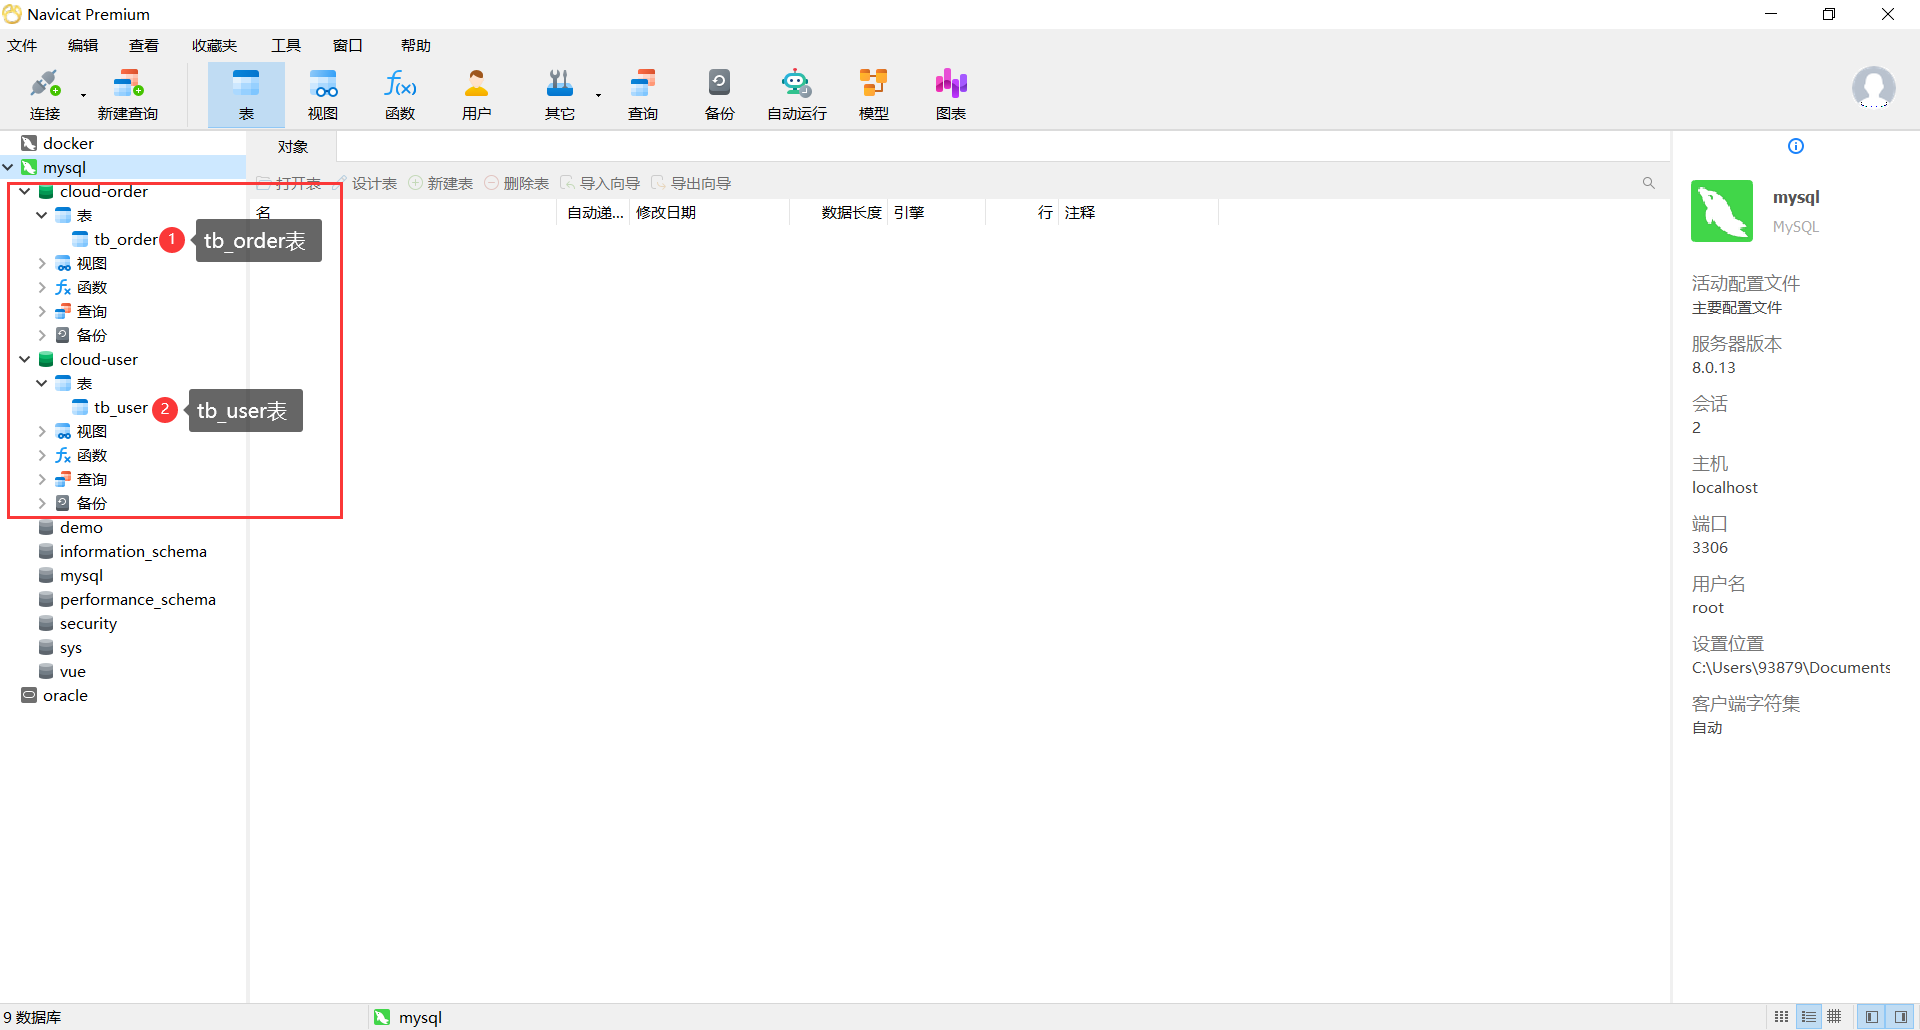 Navicat Premium
文件 编辑 查看 收藏夹 工具 窗口 帮助
连接 新建查询 表 视图 函数 用户 其它 查询 备份 自动运行 模型 图表
docker
mysql
cloud-order
表
tb_order 1 tb_order表
视图
函数
查询
备份
cloud-user
表
tb_user 2 tb_user表
视图
函数
查询
备份
demo
information_schema
mysql
performance_schema
security
sys
vue
oracle
对象
打开表 设计表 新建表 删除表 导入向导 导出向导
名 自动递... 修改日期 数据长度 引擎 行 注释
mysql
MySQL
活动配置文件
主要配置文件
服务器版本
8.0.13
会话
2
主机
localhost
端口
3306
用户名
root
设置位置
C:\Users\93879\Documents
客户端字符集
自动
9 数据库 mysql